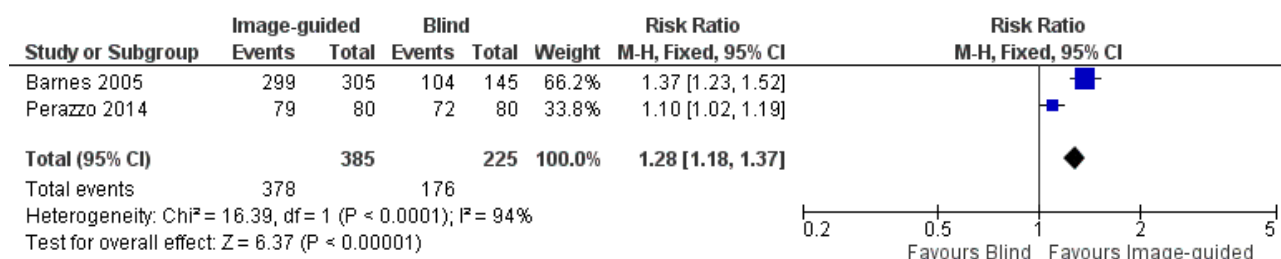 Image-guided Blind Risk Ratio Risk Ratio
Study or Subgroup Events Total Events Total Weight M-H, Fixed, 95% CI M-H, Fixed, 95% CI
Barnes 2005 299 305 104 145 66.2% 1.37 [1.23, 1.52]
Perazzo 2014 79 80 72 80 33.8% 1.10 [1.02, 1.19]
Total (95% CI) 385 225 100.0% 1.28 [1.18, 1.37]
Total events 378 176
Heterogeneity: Chi² = 16.39, df = 1 (P < 0.0001); I² = 94%
Test for overall effect: Z = 6.37 (P < 0.00001)
0.2 0.5 1 2 5
Favours Blind Favours Image-guided